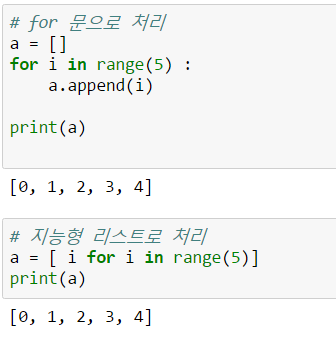 # for 문으로 처리
a = []
for i in range(5) :
    a.append(i)
print(a)
[0, 1, 2, 3, 4]
# 지능형 리스트로 처리
a = [ i for i in range(5)]
print(a)
[0, 1, 2, 3, 4]